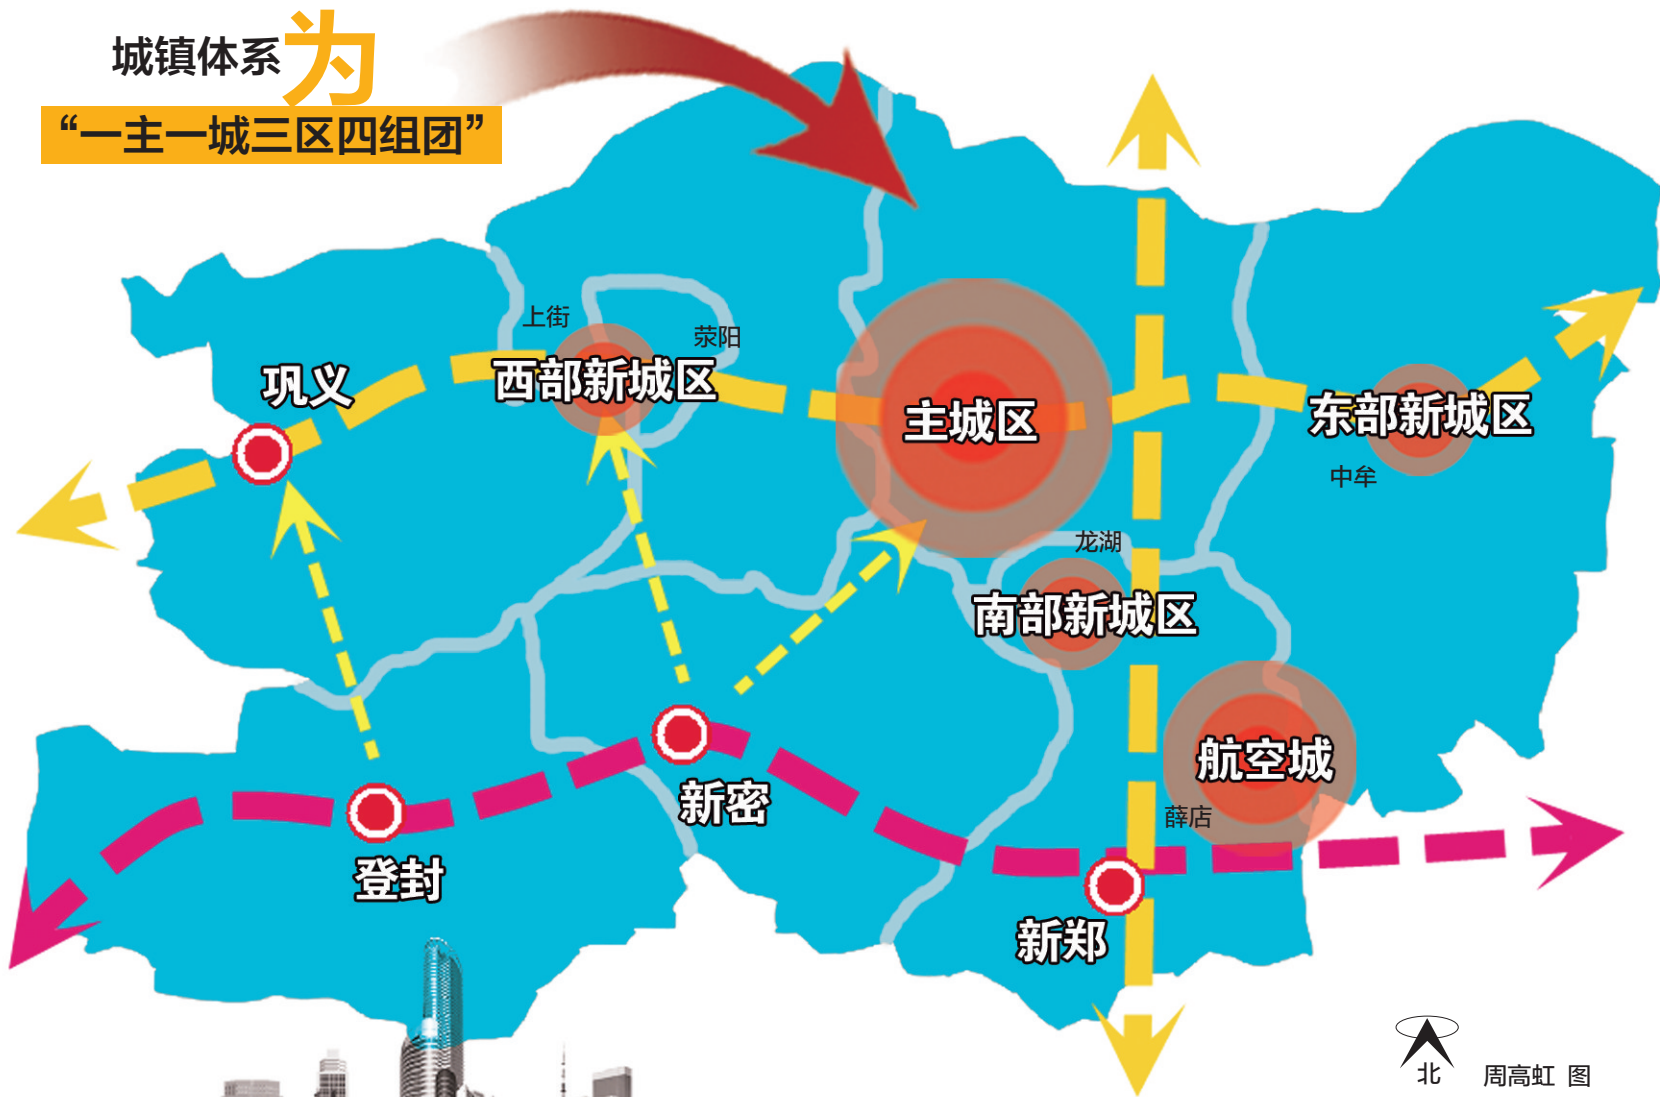 城镇体系为
“一主一城三区四组团”
上街
荥阳
巩义
西部新城区
主城区
东部新城区
中牟
龙湖
南部新城区
航空城
新密
薛店
登封
新郑
北
周高虹 图